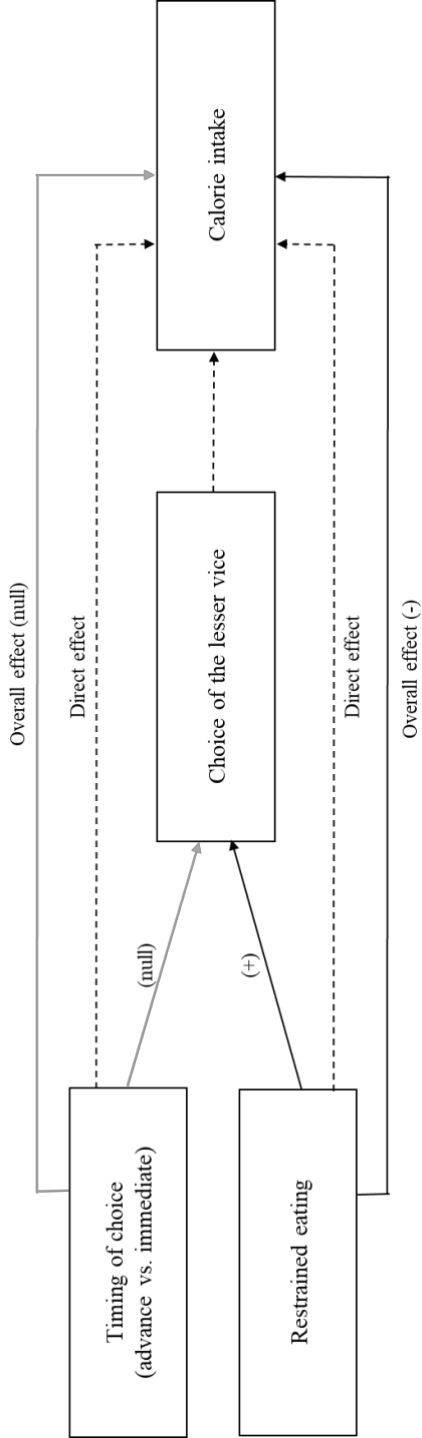 Overall effect (null)
Direct effect
Timing of choice
(advance vs. immediate)
(null)
Choice of the lesser vice
Calorie intake
(+)
Restrained eating
Direct effect
Overall effect (-)